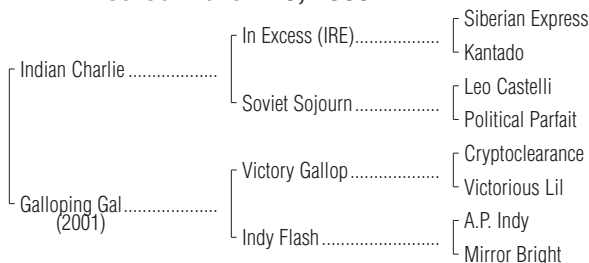 Siberian Express
In Excess (IRE)....................
Kantado
Indian Charlie .....................
Leo Castelli
Soviet Sojourn....................
Political Parfait
Cryptoclearance
Victory Gallop.....................
Victorious Lil
Galloping Gal......................
(2001)
A.P. Indy
Indy Flash...........................
Mirror Bright